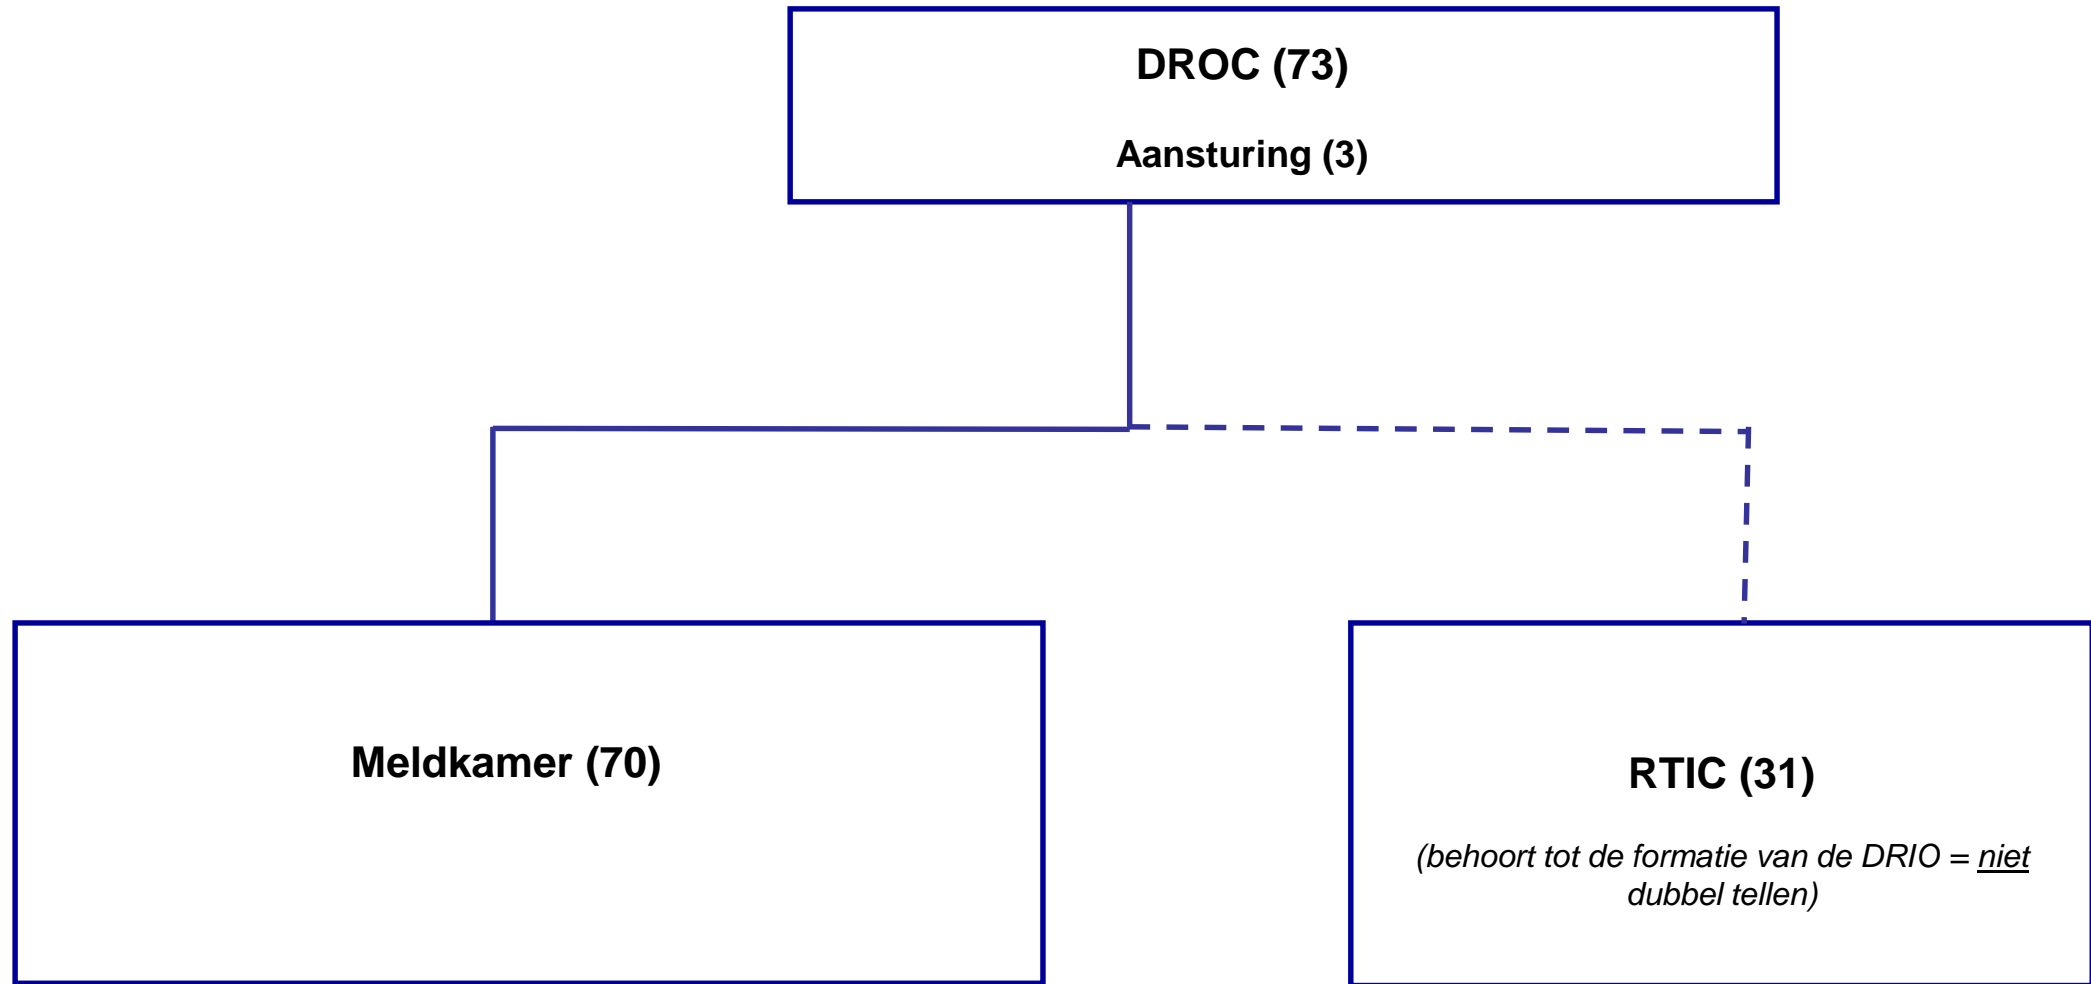 DROC (73)
Aansturing (3)
Meldkamer (70)
RTIC (31)
(behoort tot de formatie van de DRIO = niet
dubbel tellen)